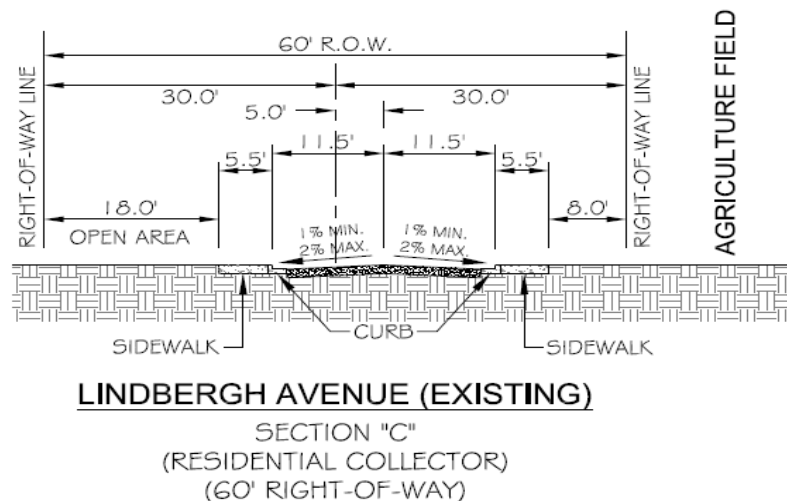 60' R.O.W.
30.0' 30.0'
5.0'
11.5' 11.5'
5.5' 5.5'
18.0' 8.0'
RIGHT-OF-WAY LINE
OPEN AREA
1% MIN. 1% MIN.
2% MAX. 2% MAX.
RIGHT-OF-WAY LINE
AGRICULTURE FIELD
CURB
SIDEWALK SIDEWALK
LINDBERGH AVENUE (EXISTING)
SECTION "C"
(RESIDENTIAL COLLECTOR)
(60' RIGHT-OF-WAY)